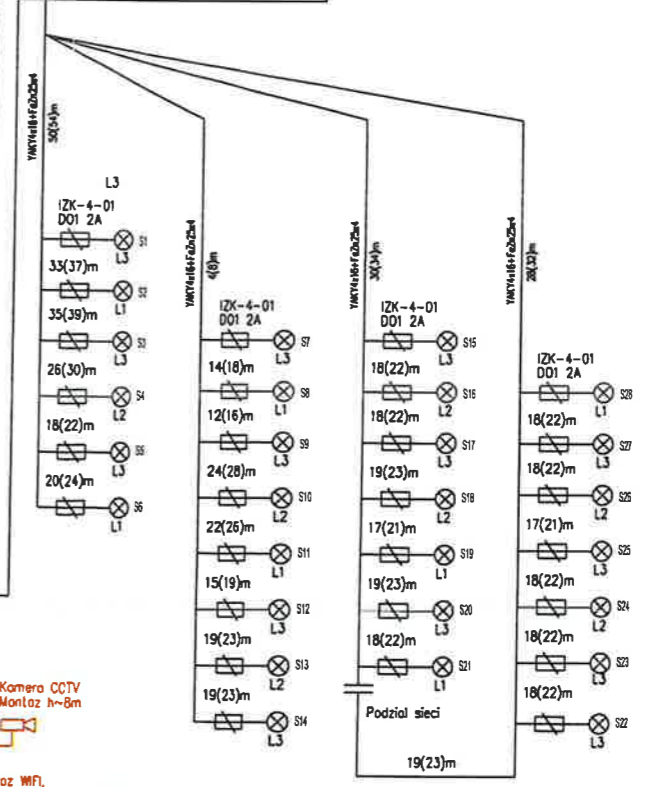 YAKY4x16+FeZn25x4
50(54)m
L3
IZK-4-01
D01 2A
S1
L3
33(37)m
S2
L1
35(39)m
S3
L3
26(30)m
S4
L2
18(22)m
S5
L3
20(24)m
S6
L1
YAKY4x16+FeZn25x4
4(8)m
IZK-4-01
D01 2A
S7
L3
14(18)m
S8
L1
12(16)m
S9
L3
24(28)m
S10
L2
22(26)m
S11
L1
15(19)m
S12
L3
19(23)m
S13
L2
19(23)m
S14
L3
YAKY4x16+FeZn25x4
30(34)m
IZK-4-01
D01 2A
S15
L3
18(22)m
S16
L2
18(22)m
S17
L3
19(23)m
S18
L2
17(21)m
S19
L1
19(23)m
S20
L3
18(22)m
S21
L1
Podzial sieci
YAKY4x16+FeZn25x4
28(32)m
IZK-4-01
D01 2A
S28
L1
18(22)m
S27
L3
18(22)m
S26
L2
17(21)m
S25
L3
18(22)m
S24
L2
18(22)m
S23
L3
18(22)m
S22
L3
19(23)m
Kamera CCTV
Montaz h~8m
az WIFI,